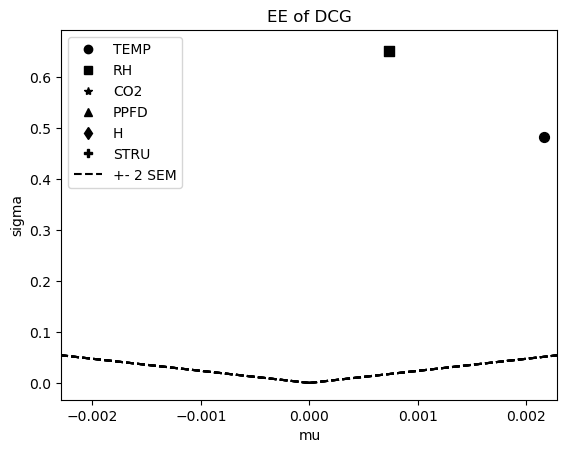 EE of DCG
TEMP
RH
CO2
PPFD
H
STRU
+- 2 SEM
0.6
0.5
0.4
0.3
0.2
0.1
0.0
sigma
−0.002
−0.001
0.000
0.001
0.002
mu